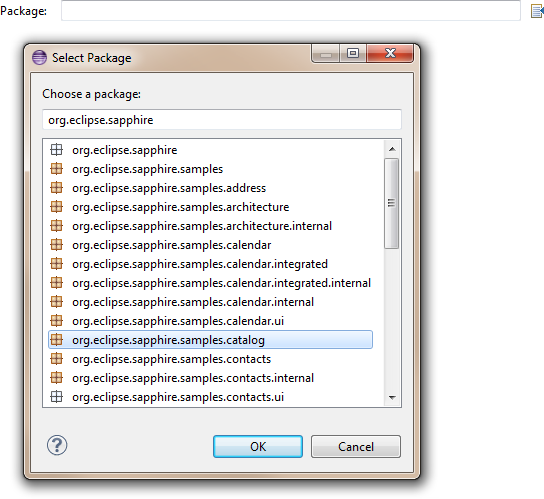 Package:
Select Package
Choose a package:
org.eclipse.sapphire
org.eclipse.sapphire
org.eclipse.sapphire.samples
org.eclipse.sapphire.samples.address
org.eclipse.sapphire.samples.architecture
org.eclipse.sapphire.samples.architecture.internal
org.eclipse.sapphire.samples.calendar
org.eclipse.sapphire.samples.calendar.integrated
org.eclipse.sapphire.samples.calendar.integrated.internal
org.eclipse.sapphire.samples.calendar.internal
org.eclipse.sapphire.samples.calendar.ui
org.eclipse.sapphire.samples.catalog
org.eclipse.sapphire.samples.contacts
org.eclipse.sapphire.samples.contacts.internal
org.eclipse.sapphire.samples.contacts.ui
? OK Cancel